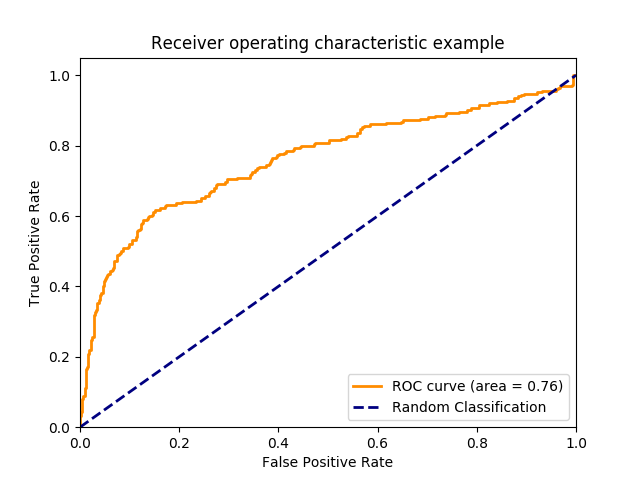 Receiver operating characteristic example
True Positive Rate
1.0
0.8
0.6
0.4
0.2
0.0
ROC curve (area = 0.76)
Random Classification
0.0 0.2 0.4 0.6 0.8 1.0
False Positive Rate